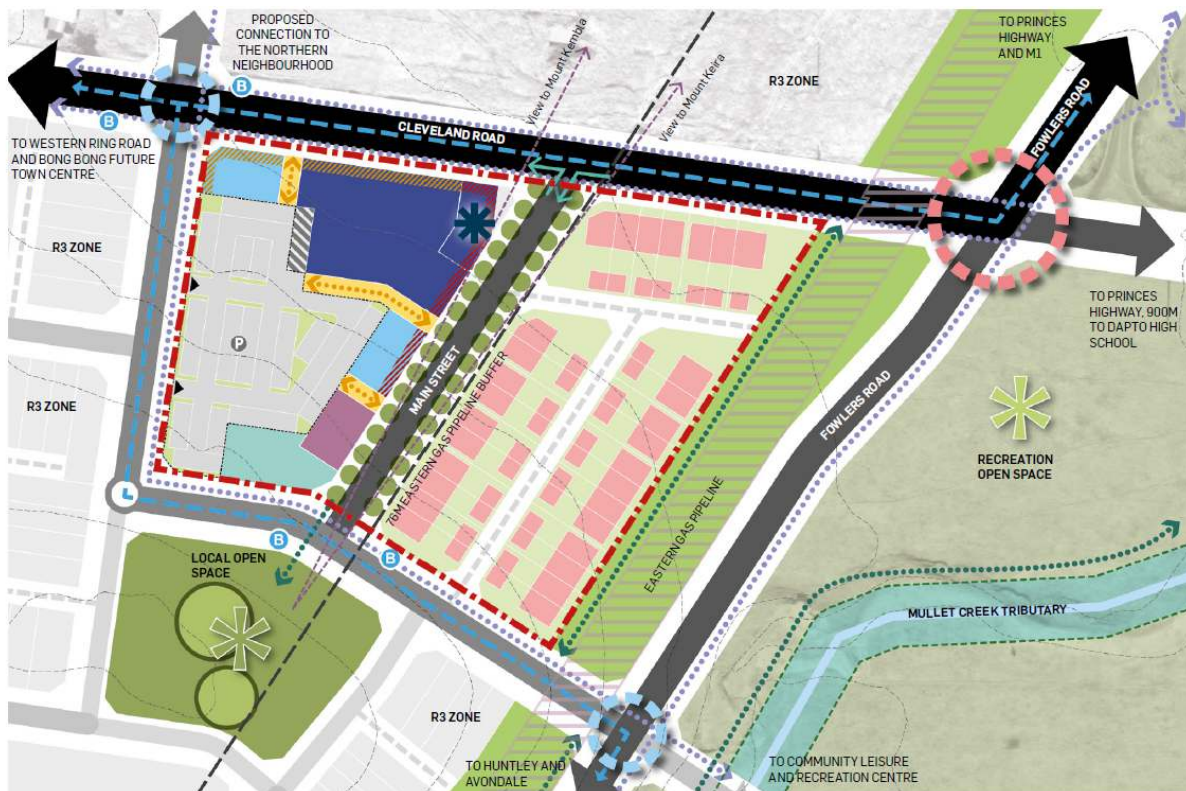 PROPOSED
CONNECTION TO
THE NORTHERN
NEIGHBOURHOOD
TO PRINCES
HIGHWAY
AND M1
R3 ZONE
View to Mount Kembla
View to Mount Keira
B
B
CLEVELAND ROAD
FOWLERS ROAD
TO WESTERN RING ROAD
AND BONG BONG FUTURE
TOWN CENTRE
R3 ZONE
TO PRINCES
HIGHWAY, 900M
TO DAPTO HIGH
SCHOOL
P
MAIN STREET
76M EASTERN GAS PIPELINE BUFFER
FOWLERS ROAD
R3 ZONE
RECREATION
OPEN SPACE
EASTERN GAS PIPELINE
L
B
B
LOCAL OPEN
SPACE
MULLET CREEK TRIBUTARY
R3 ZONE
TO HUNTLEY AND
AVONDALE
TO COMMUNITY LEISURE
AND RECREATION CENTRE